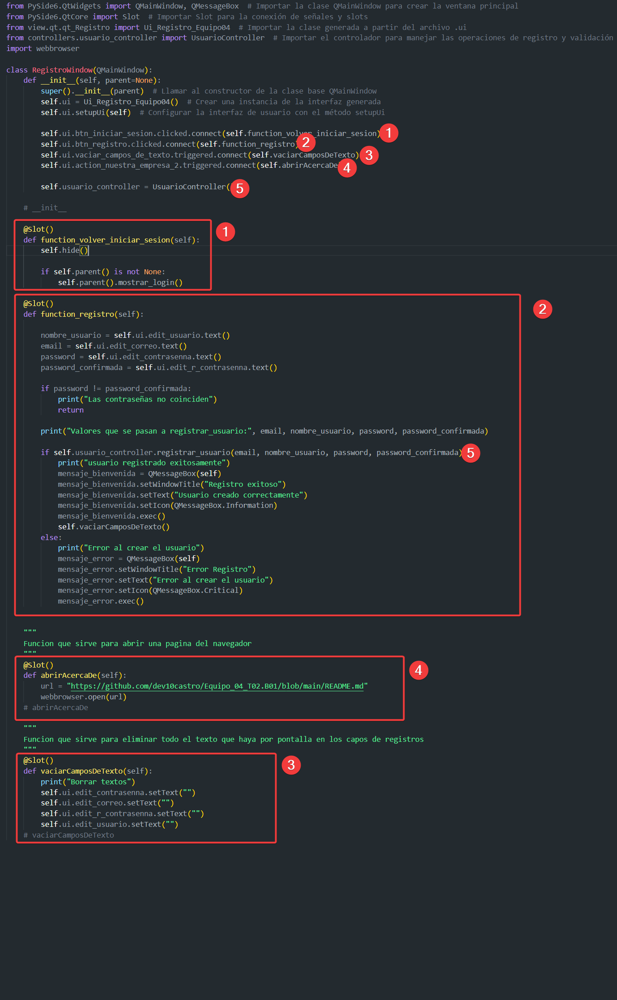 from PySide6.QtWidgets import QMainWindow, QMessageBox  # Importar la clase QMainWindow para crear la ventana principal
from PySide6.QtCore import Slot  # Importar Slot para la conexión de señales y slots
from view.qt.qt_Registro import Ui_Registro_Equipo04  # Importar la clase generada a partir del archivo .ui
from controllers.usuario_controller import UsuarioController  # Importar el controlador para manejar las operaciones de registro y validación
import webbrowser
class RegistroWindow(QMainWindow):
    def __init__(self, parent=None):
        super().__init__(parent)  # Llamar al constructor de la clase base QMainWindow
        self.ui = Ui_Registro_Equipo04()  # Crear una instancia de la interfaz generada
        self.ui.setupUi(self)  # Configurar la interfaz de usuario con el método setupUi
        self.ui.btn_iniciar_sesion.clicked.connect(self.function_volver_iniciar_sesion) 1
        self.ui.btn_registro.clicked.connect(self.function_registro) 2
        self.ui.vaciar_campos_de_texto.triggered.connect(self.vaciarCamposDeTexto) 3
        self.ui.action_nuestra_empresa_2.triggered.connect(self.abrirAcercaDe 4
        self.usuario_controller = UsuarioController( 5
    # __init__
    @Slot() 1
    def function_volver_iniciar_sesion(self):
        self.hide()
        if self.parent() is not None:
            self.parent().mostrar_login()
    @Slot() 2
    def function_registro(self):
        nombre_usuario = self.ui.edit_usuario.text()
        email = self.ui.edit_correo.text()
        password = self.ui.edit_contrasenna.text()
        password_confirmada = self.ui.edit_r_contrasenna.text()
        if password != password_confirmada:
            print("Las contraseñas no coinciden")
            return
        print("Valores que se pasan a registrar_usuario:", email, nombre_usuario, password, password_confirmada)
        if self.usuario_controller.registrar_usuario(email, nombre_usuario, password, password_confirmada) 5
            print("usuario registrado exitosamente")
            mensaje_bienvenida = QMessageBox(self)
            mensaje_bienvenida.setWindowTitle("Registro exitoso")
            mensaje_bienvenida.setText("Usuario creado correctamente")
            mensaje_bienvenida.setIcon(QMessageBox.Information)
            mensaje_bienvenida.exec()
            self.vaciarCamposDeTexto()
        else:
            print("Error al crear el usuario")
            mensaje_error = QMessageBox(self)
            mensaje_error.setWindowTitle("Error Registro")
            mensaje_error.setText("Error al crear el usuario")
            mensaje_error.setIcon(QMessageBox.Critical)
            mensaje_error.exec()
    """
    Funcion que sirve para abrir una pagina del navegador
    """
    @Slot() 4
    def abrirAcercaDe(self):
        url = "https://github.com/dev10castro/Equipo_04_T02.B01/blob/main/README.md"
        webbrowser.open(url)
    # abrirAcercaDe
    """
    Funcion que sirve para eliminar todo el texto que haya por pontalla en los capos de registros
    """
    @Slot() 3
    def vaciarCamposDeTexto(self):
        print("Borrar textos")
        self.ui.edit_contrasenna.setText("")
        self.ui.edit_correo.setText("")
        self.ui.edit_r_contrasenna.setText("")
        self.ui.edit_usuario.setText("")
    # vaciarCamposDeTexto